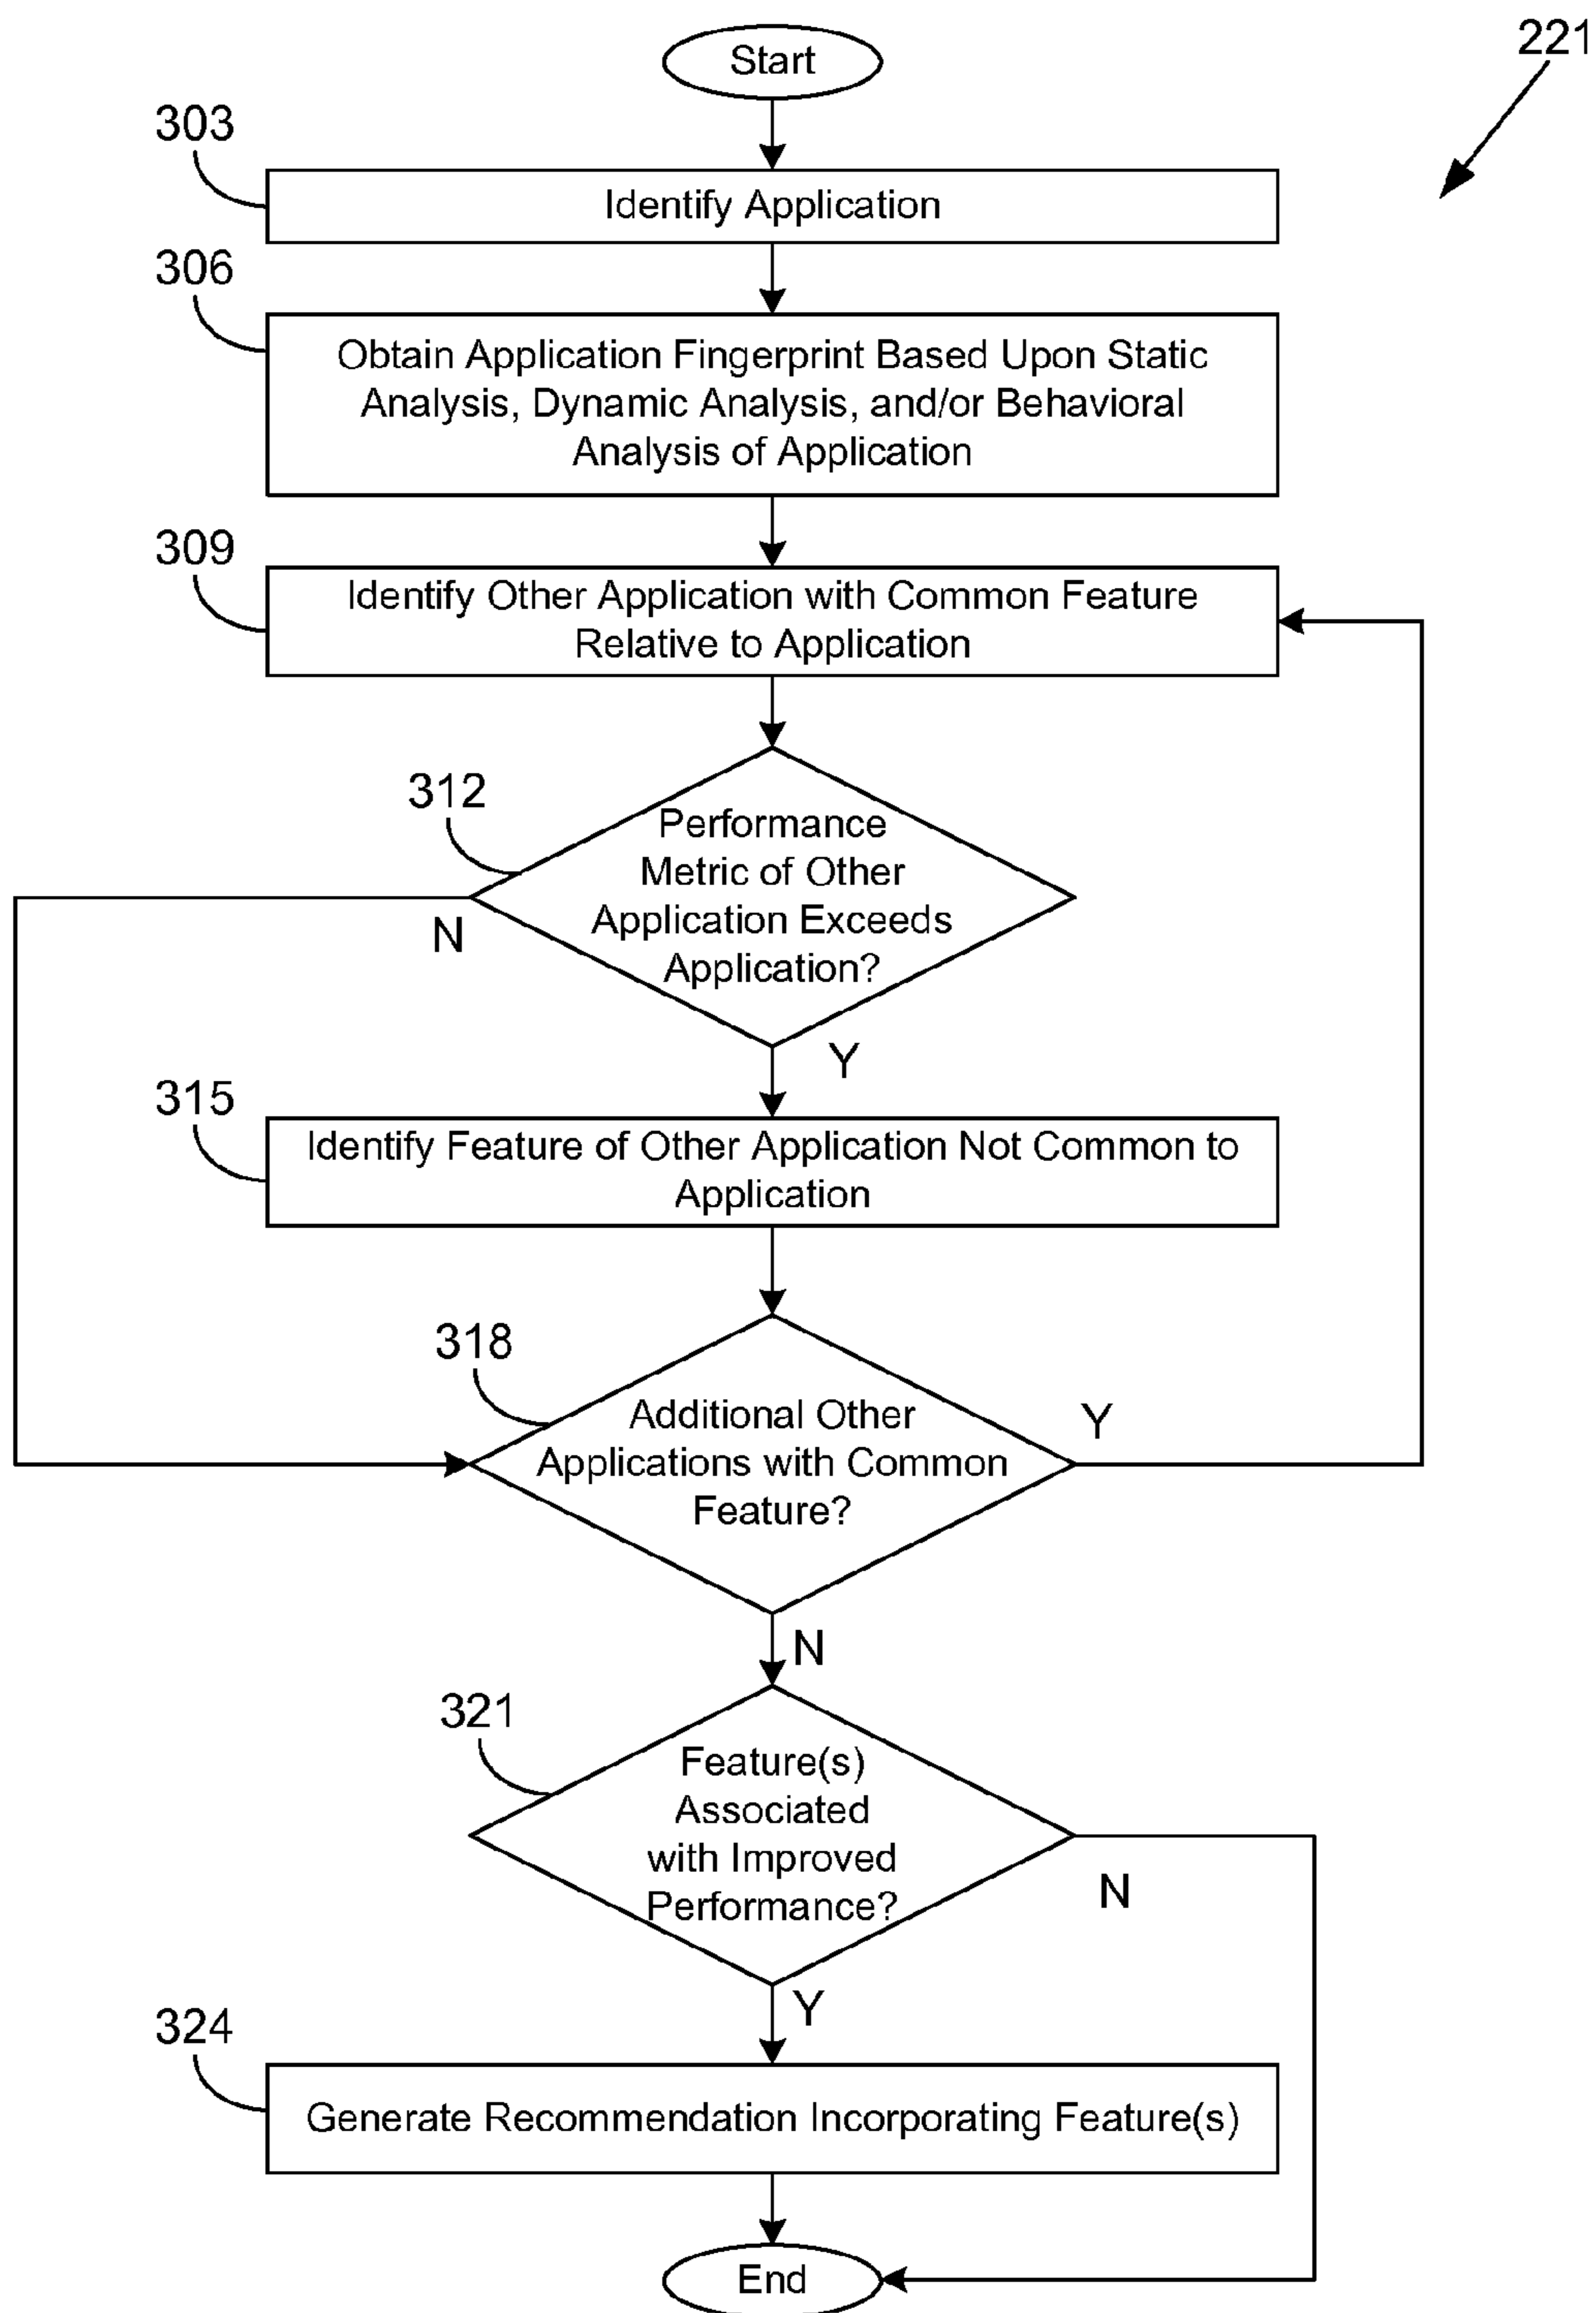 Start
221
303
Identify Application
306
Obtain Application Fingerprint Based Upon Static
Analysis, Dynamic Analysis, and/or Behavioral
Analysis of Application
309
Identify Other Application with Common Feature
Relative to Application
312
Performance
Metric of Other
Application Exceeds
Application?
N
Y
315
Identify Feature of Other Application Not Common to
Application
318
Additional Other
Applications with Common
Feature?
Y
N
321
Feature(s)
Associated
with Improved
Performance?
N
Y
324
Generate Recommendation Incorporating Feature(s)
End